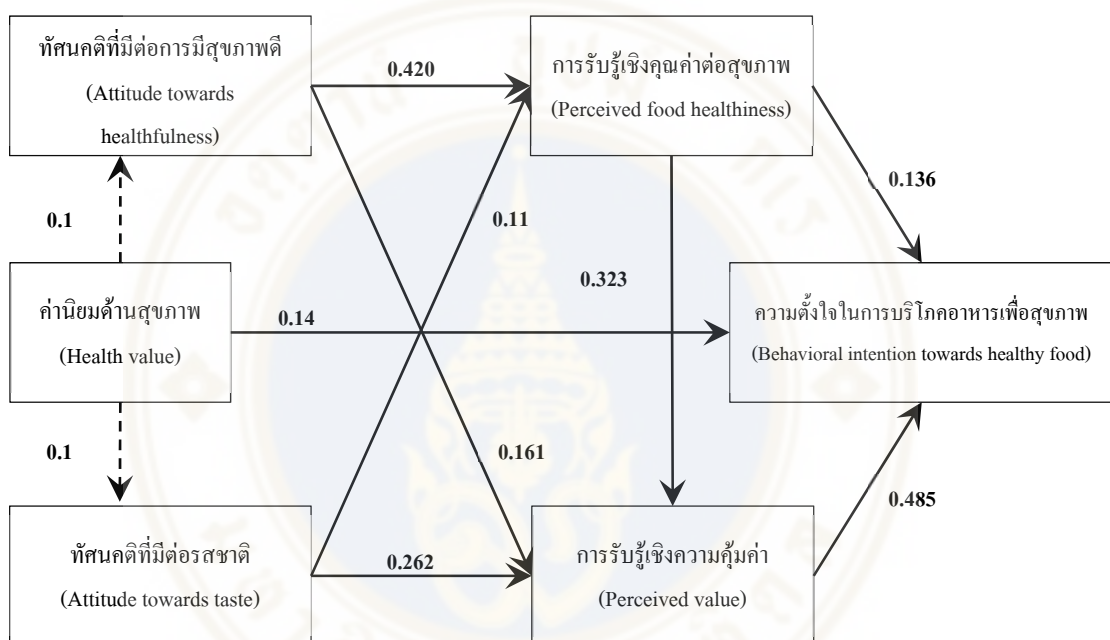 ทัศนคติที่มีต่อการมีสุขภาพดี
(Attitude towards
healthfulness)
0.420
การรับรู้เชิงคุณค่าต่อสุขภาพ
(Perceived food healthiness)
0.136
0.1
0.11
ค่านิยมด้านสุขภาพ
(Health value)
0.14
0.323
ความตั้งใจในการบริโภคอาหารเพื่อสุขภาพ
(Behavioral intention towards healthy food)
0.1
0.161
0.485
ทัศนคติที่มีต่อรสชาติ
(Attitude towards taste)
0.262
การรับรู้เชิงความคุ้มค่า
(Perceived value)